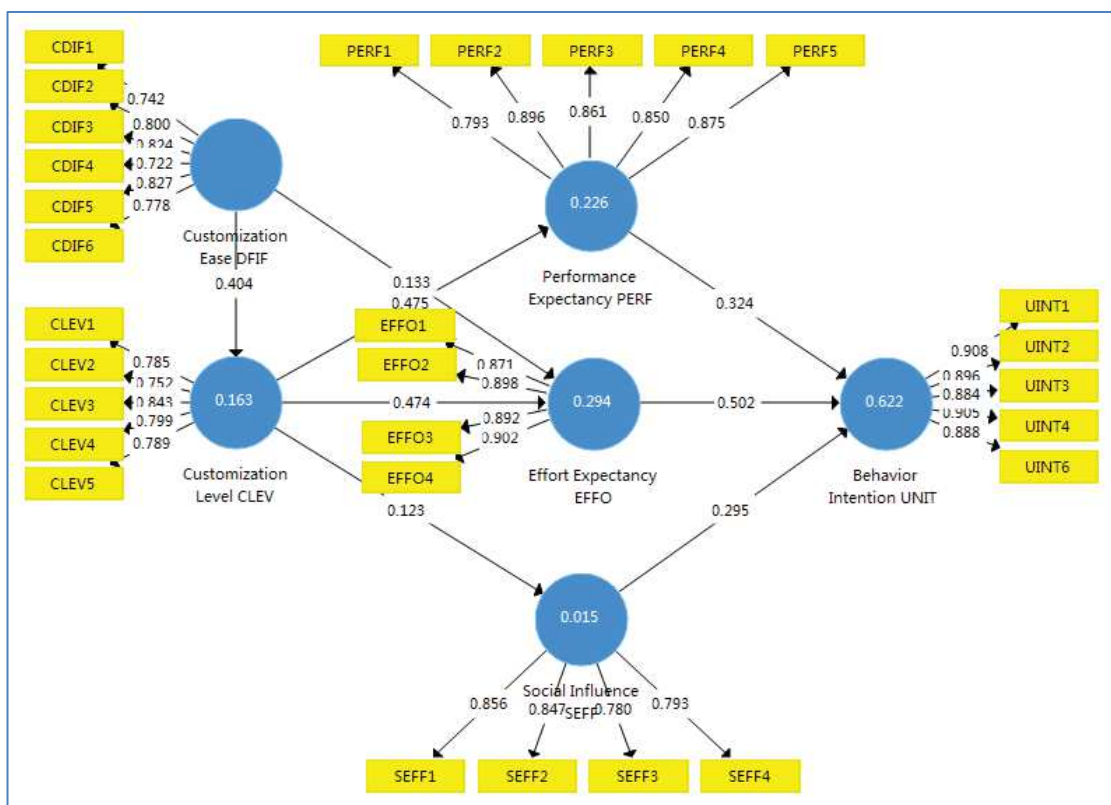 CDIF1
CDIF2
CDIF3
CDIF4
CDIF5
CDIF6
0.742
0.800
0.824
0.722
0.827
0.778
Customization
Ease DFIF
0.404
PERF1
PERF2
PERF3
PERF4
PERF5
0.793
0.896
0.861
0.850
0.875
0.226
Performance
Expectancy PERF
0.133
0.475
0.324
CLEV1
CLEV2
CLEV3
CLEV4
CLEV5
0.785
0.752
0.843
0.799
0.789
0.163
Customization
Level CLEV
EFFO1
EFFO2
EFFO3
EFFO4
0.871
0.898
0.892
0.902
0.474
0.294
Effort Expectancy
EFFO
0.502
0.622
Behavior
Intention UNIT
UINT1
UINT2
UINT3
UINT4
UINT6
0.908
0.896
0.884
0.905
0.888
0.123
0.295
0.015
Social Influence
SEFF
0.856
0.847
0.780
0.793
SEFF1
SEFF2
SEFF3
SEFF4